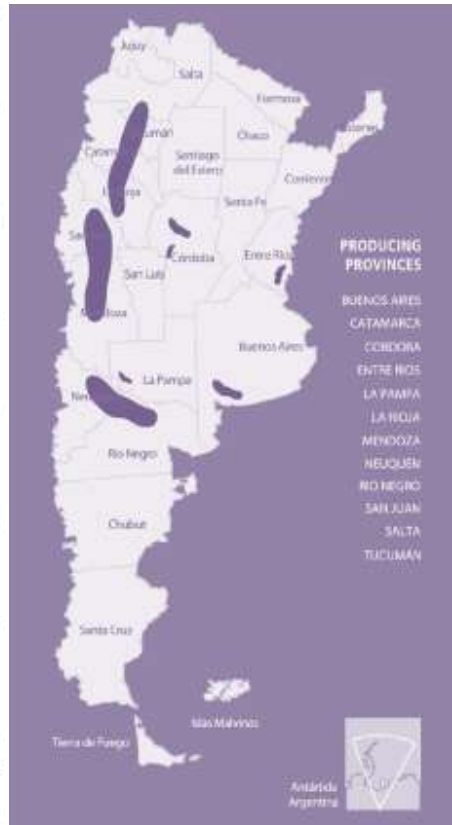 Jujuy
Salta
Formosa
Chaco
Santiago
del Estero
Santa Fe
Córdoba
San Luis
Entre Ríos
PRODUCING
PROVINCES
BUENOS AIRES
CATAMARCA
CORDOBA
ENTRE RIOS
LA PAMPA
LA RIOJA
MENDOZA
NEUQUEN
RIO NEGRO
SAN JUAN
SALTA
TUCUMÁN
Buenos Aires
La Pampa
Río Negro
Chubut
Santa Cruz
Islas Malvinas
Tierra de Fuego
Antártida
Argentina